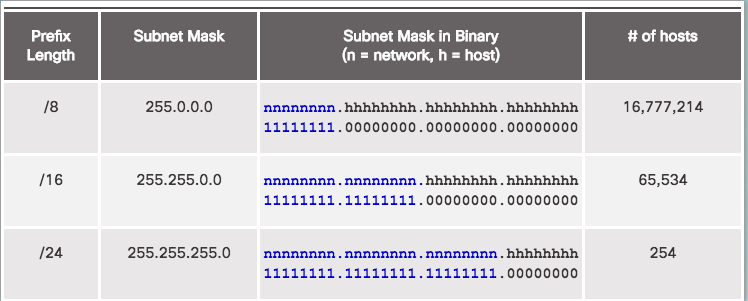 Prefix Length	Subnet Mask	Subnet Mask in Binary (n = network, h = host)	# of hosts
/8	255.0.0.0	nnnnnnnn.hhhhhhhh.hhhhhhhh.hhhhhhhh	16,777,214
11111111.00000000.00000000.00000000
/16	255.255.0.0	nnnnnnnn.nnnnnnnn.hhhhhhhh.hhhhhhhh	65,534
11111111.11111111.00000000.00000000
/24	255.255.255.0	nnnnnnnn.nnnnnnnn.nnnnnnnn.hhhhhhhh	254
11111111.11111111.11111111.00000000